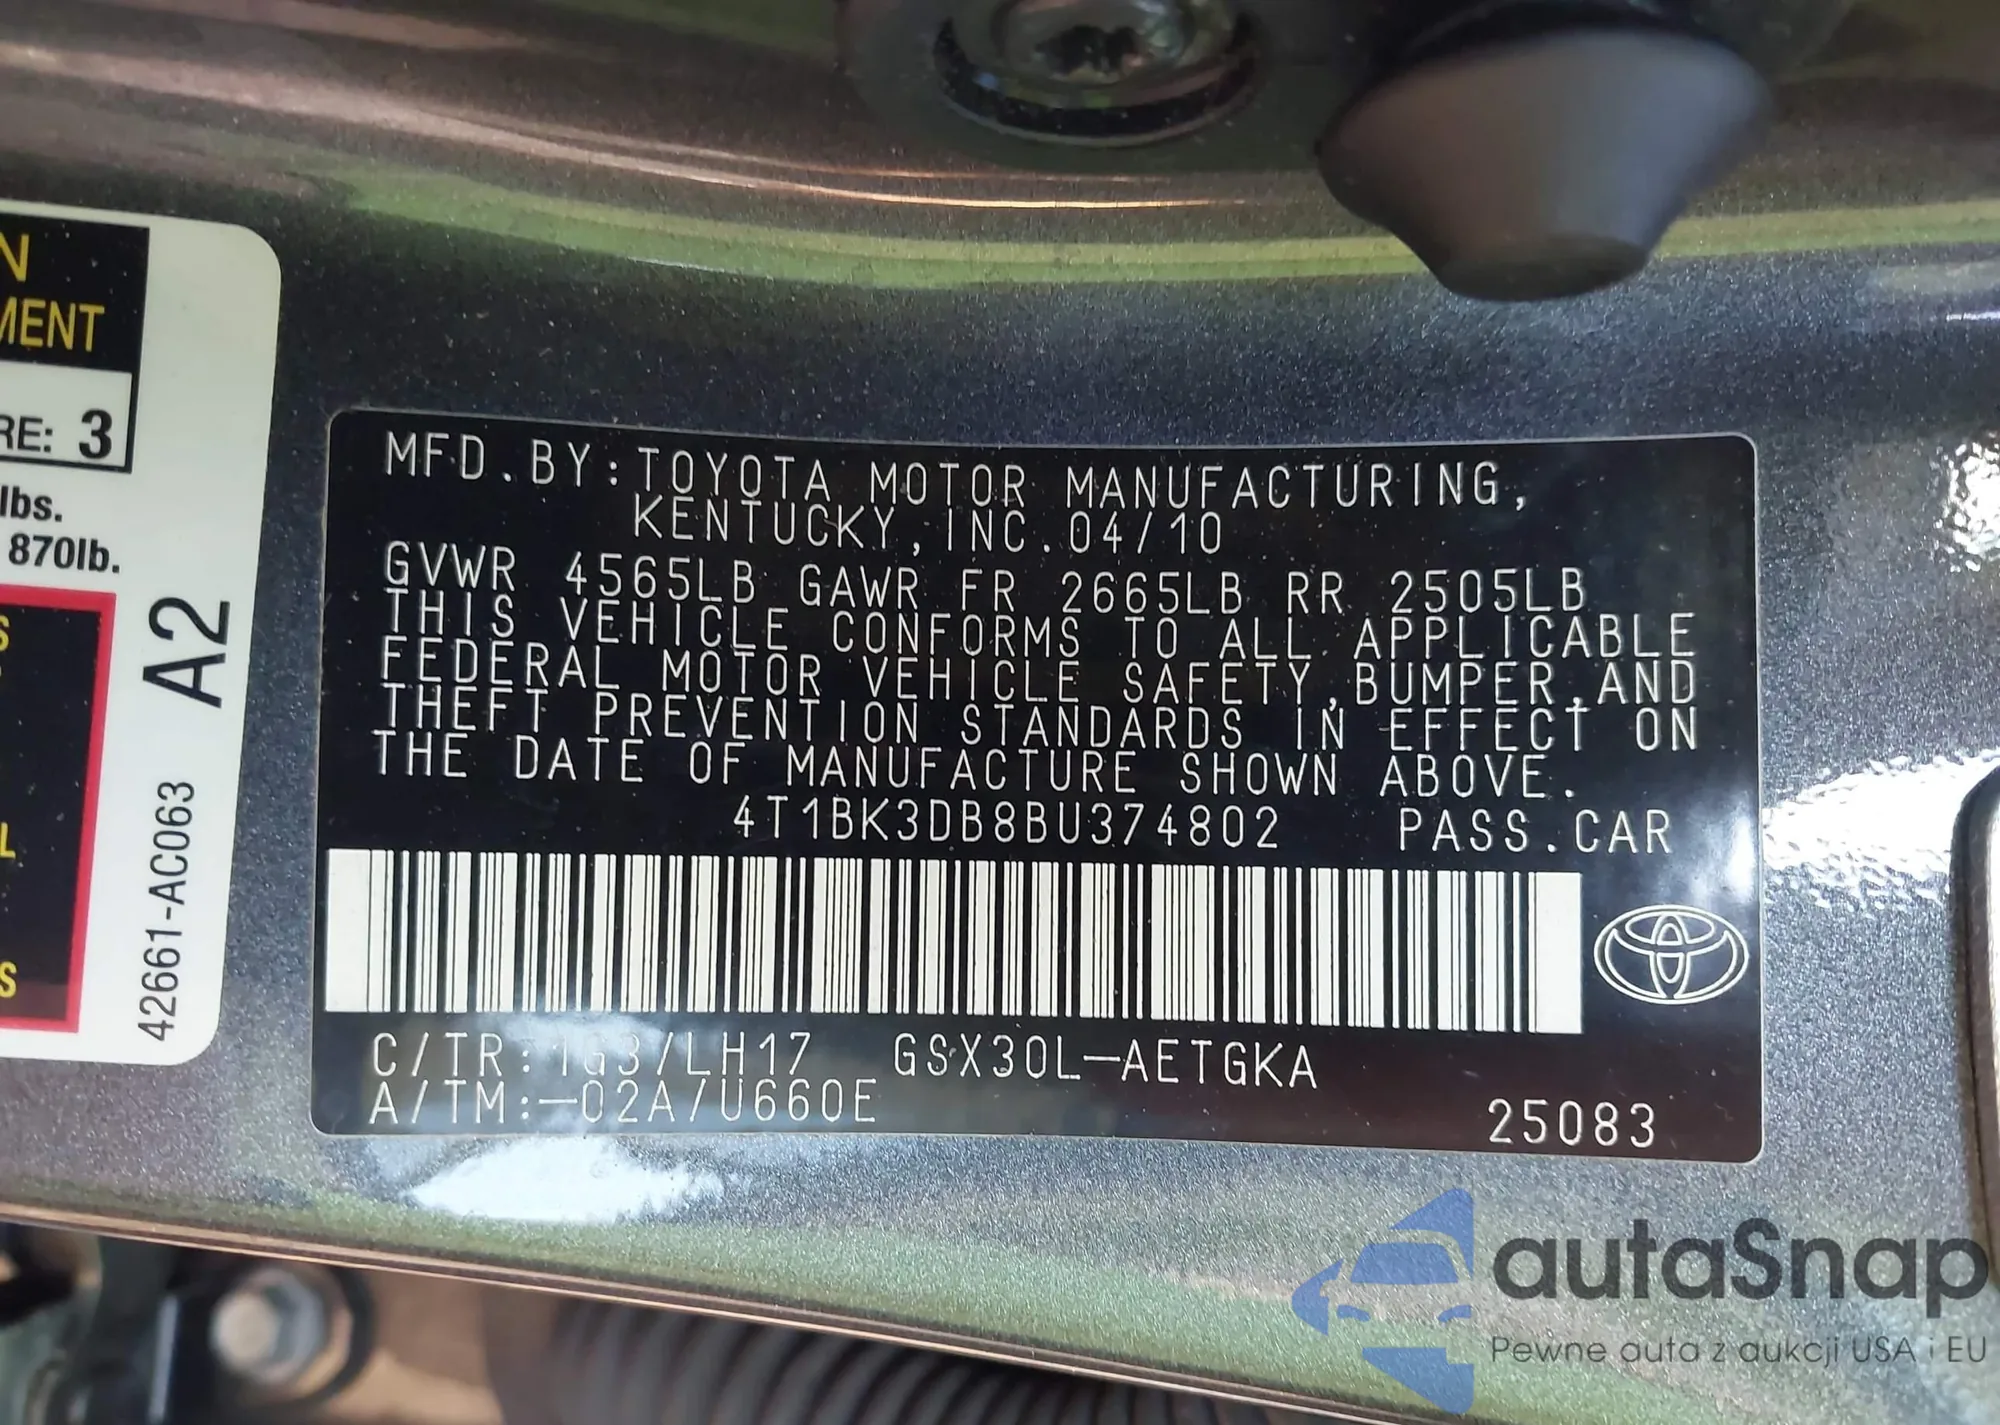 N
MENT
RE: 3
lbs.
870lb.
A2
42661-AC063
S
L
S
MFD.BY:TOYOTA MOTOR MANUFACTURING,
KENTUCKY,INC.04/10
GVWR 4565LB GAWR FR 2665LB RR 2505LB
THIS VEHICLE CONFORMS TO ALL APPLICABLE
FEDERAL MOTOR VEHICLE SAFETY,BUMPER,AND
THEFT PREVENTION STANDARDS IN EFFECT ON
THE DATE OF MANUFACTURE SHOWN ABOVE.
4T1BK3DB8BU374802 PASS.CAR
C/TR:1G3/LH17 GSX30L-AETGKA
A/TM:-02A/U660E
25083
autaSnap
Pewne auta z aukcji USA i EU